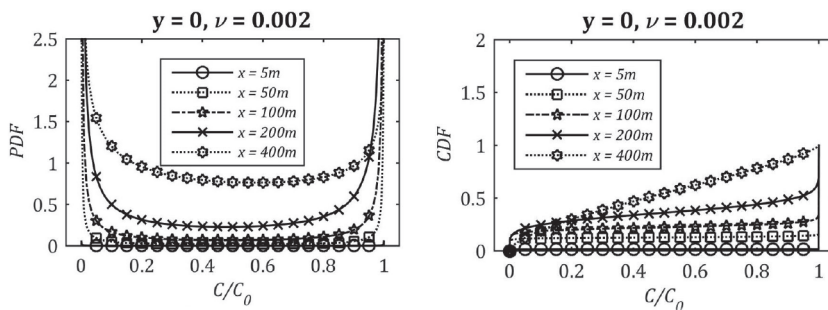 y = 0, ν = 0.002
2.5
2
1.5
1
0.5
0
PDF
x = 5m
x = 50m
x = 100m
x = 200m
x = 400m
0 0.2 0.4 0.6 0.8 1
C/C0
y = 0, ν = 0.002
2
1.5
1
0.5
0
CDF
x = 5m
x = 50m
x = 100m
x = 200m
x = 400m
0 0.2 0.4 0.6 0.8 1
C/C0